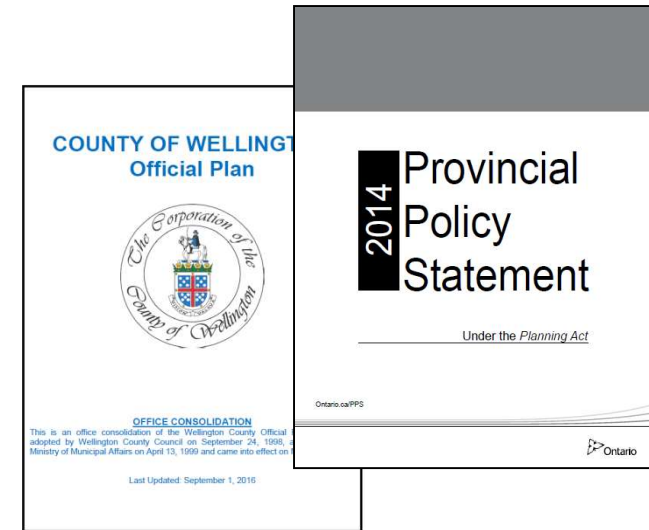 COUNTY OF WELLINGT
Official Plan
The Corporation of the
County of Wellington
OFFICE CONSOLIDATION
This is an office consolidation of the Wellington County Official
adopted by Wellington County Council on September 24, 1998, a
Ministry of Municipal Affairs on April 13, 1999 and came into effect on
Last Updated: September 1, 2016
2014
Provincial
Policy
Statement
Under the Planning Act
Ontario.ca/PPS
Ontario